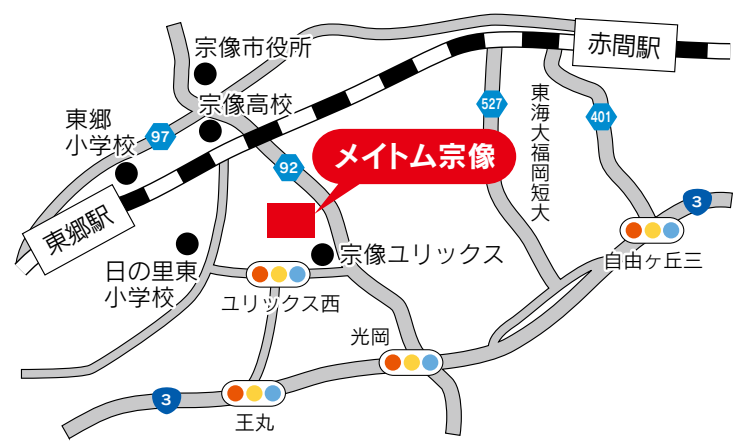 宗像市役所
赤間駅
宗像高校
東郷
小学校
97
527
東海大福岡短大
401
メイトム宗像
92
3
東郷駅
宗像ユリックス
自由ヶ丘三
日の里東
小学校
ユリックス西
光岡
3
王丸